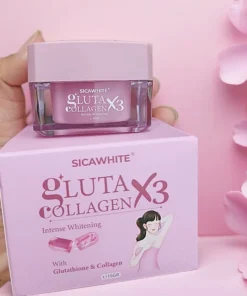 SICAWHITE®
gLUTA X3
COLLAGEN
SICAWHITE®
gLUTA X3
COLLAGEN
Intense Whitening
With
Glutathione & Collagen